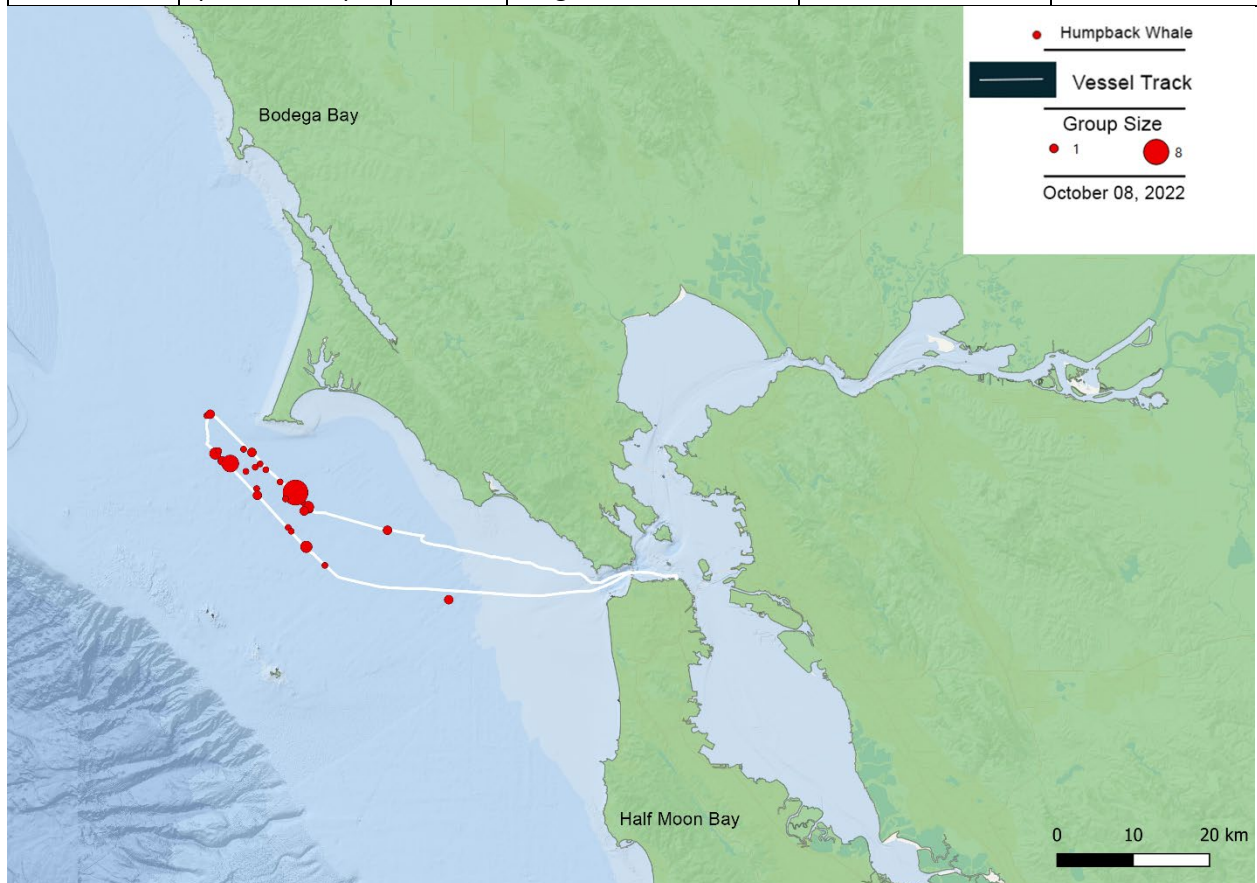 Bodega Bay
Humpback Whale
Vessel Track
Group Size
1 8
October 08, 2022
Half Moon Bay
0 10 20 km